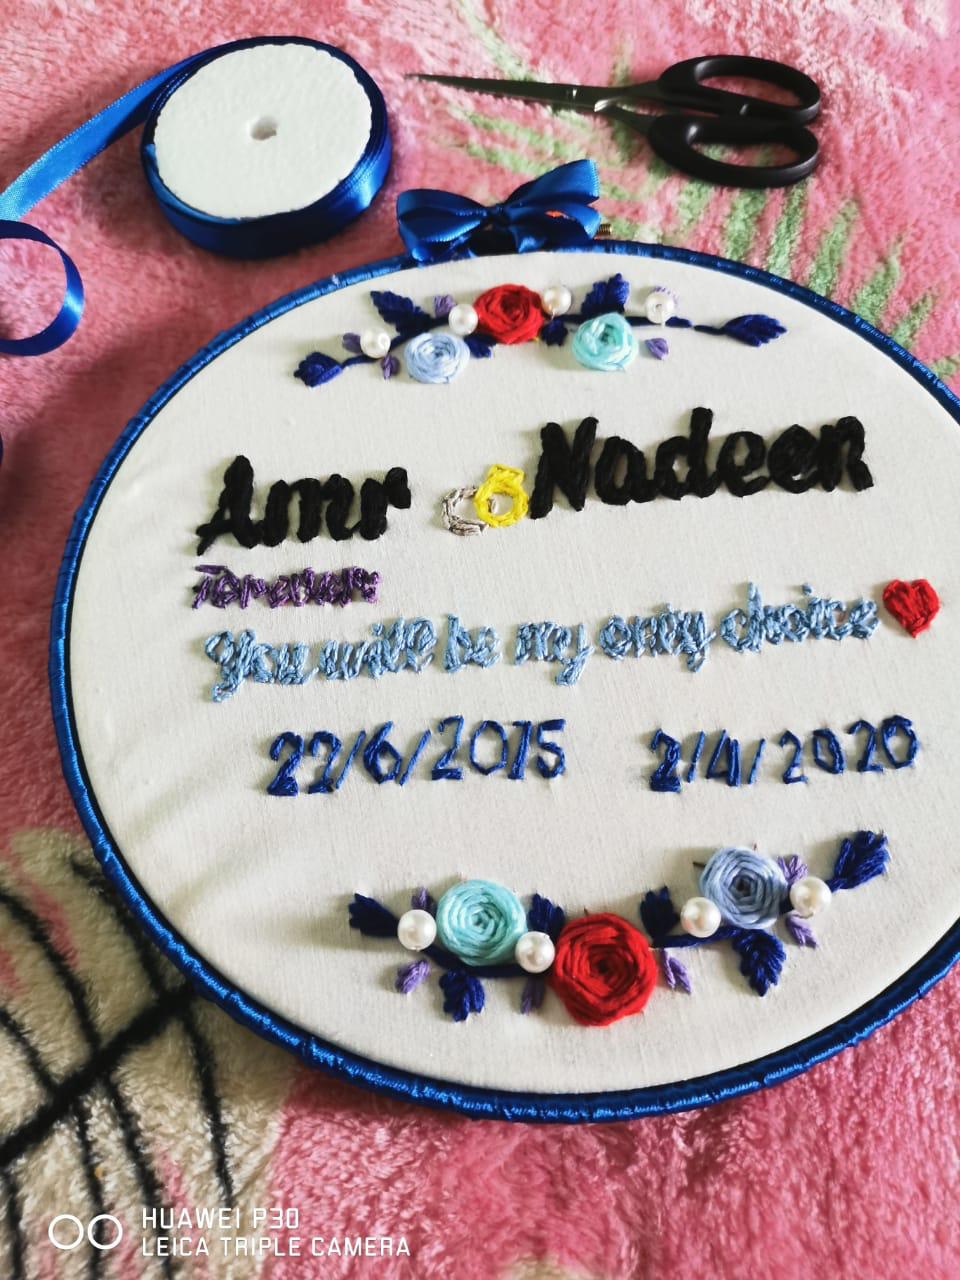 Amr Nadeen
Forever
You will be my only choice
22/6/2015 2/4/2020
HUAWEI P30
LEICA TRIPLE CAMERA